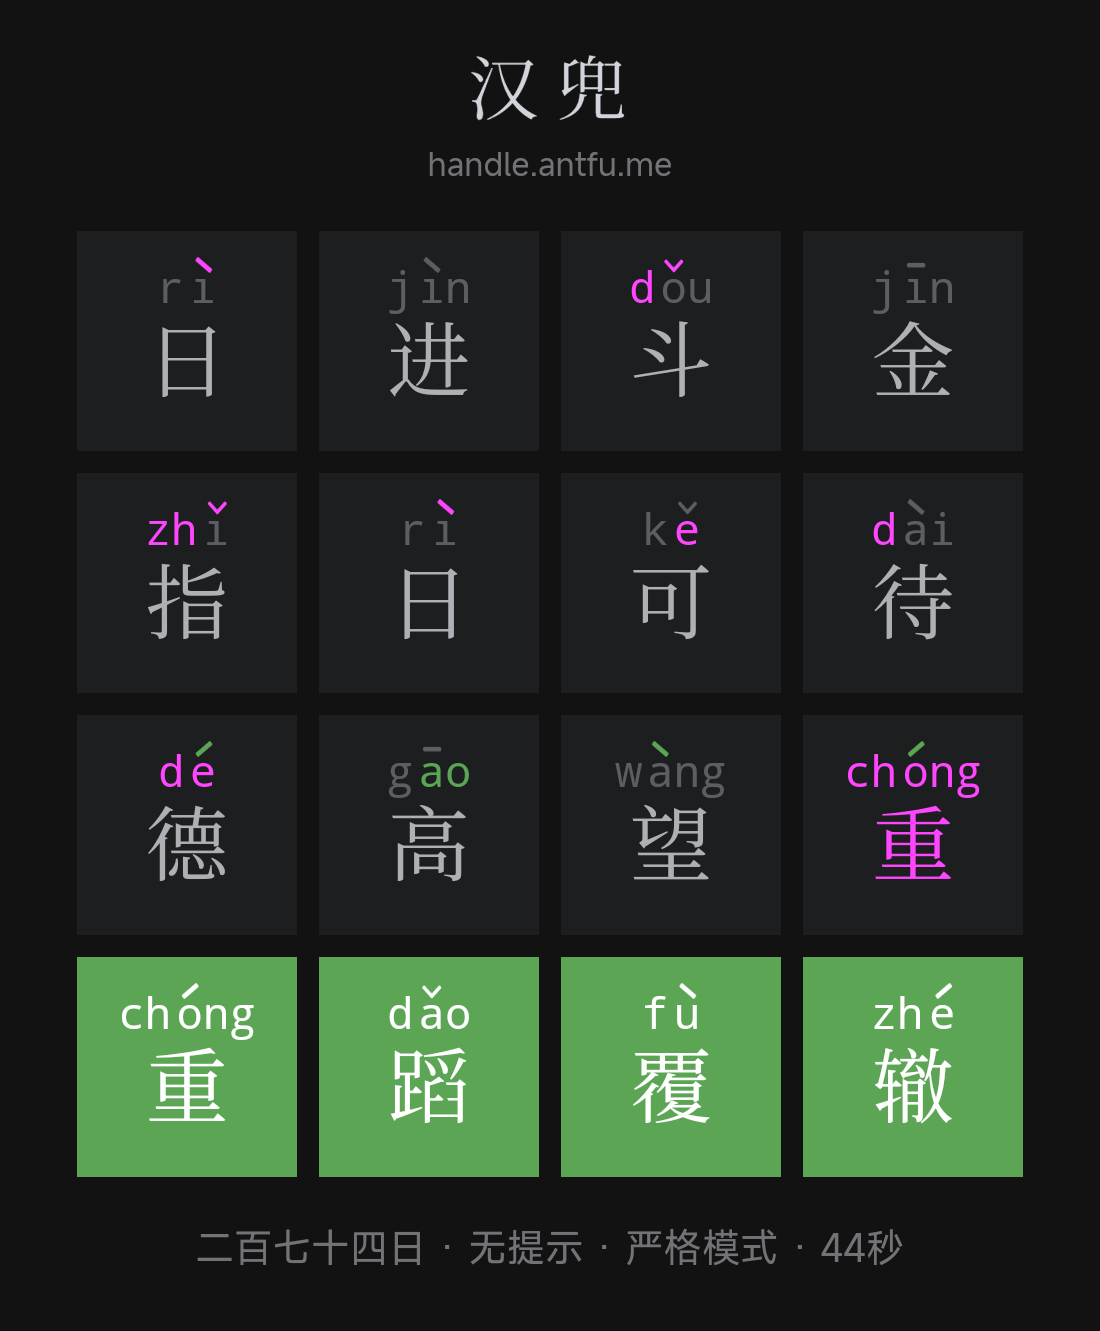 汉兜
handle.antfu.me
rì jìn dǒu jīn
日 进 斗 金
zhǐ rì kě dài
指 日 可 待
dé gāo wàng chóng
德 高 望 重
chóng dǎo fù zhé
重 蹈 覆 辙
二百七十四日 · 无提示 · 严格模式 · 44秒